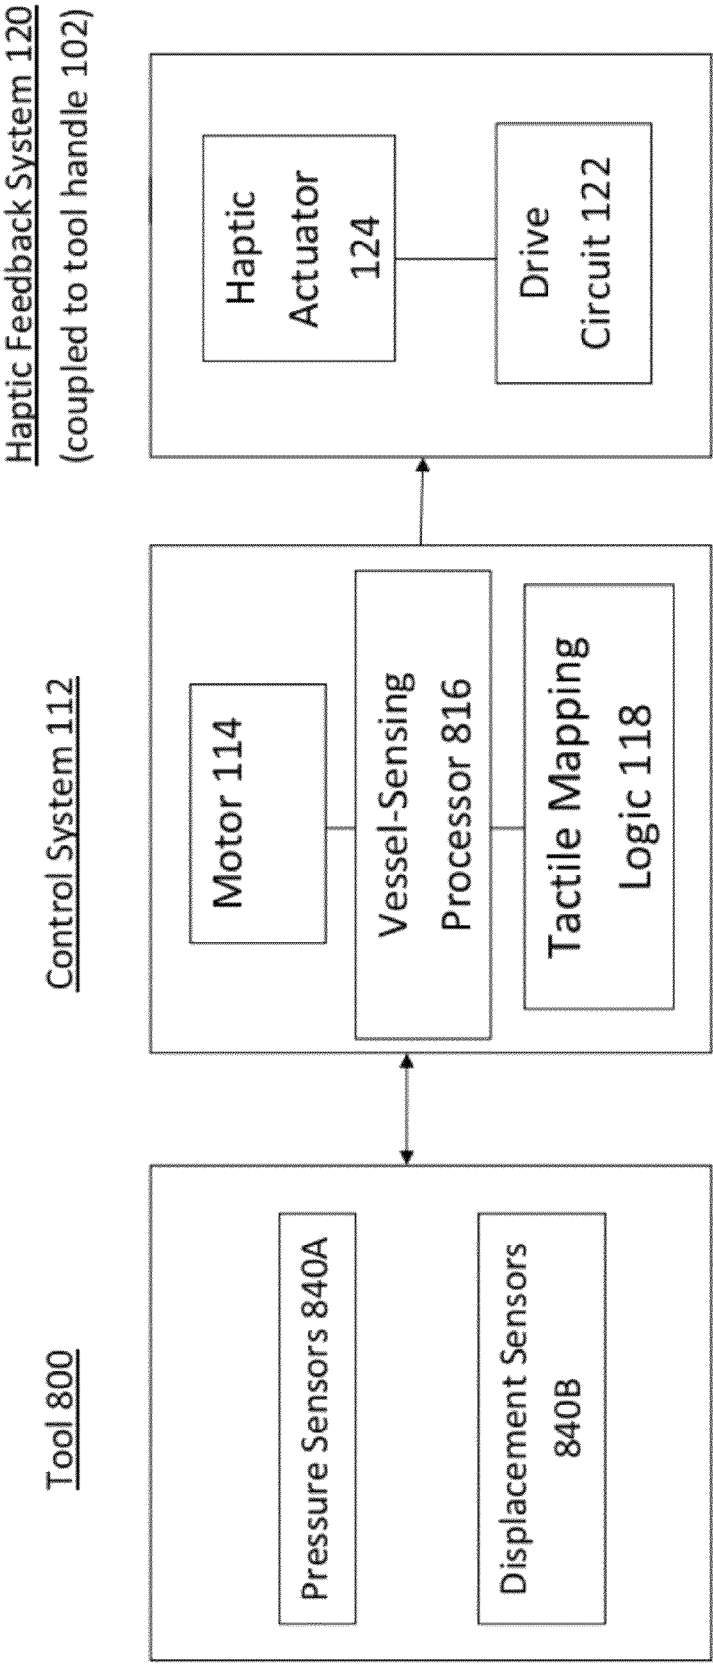 Tool 800
Pressure Sensors 840A
Displacement Sensors
840B
Control System 112
Motor 114
Vessel-Sensing
Processor 816
Tactile Mapping
Logic 118
Haptic Feedback System 120
(coupled to tool handle 102)
Haptic
Actuator
124
Drive
Circuit 122